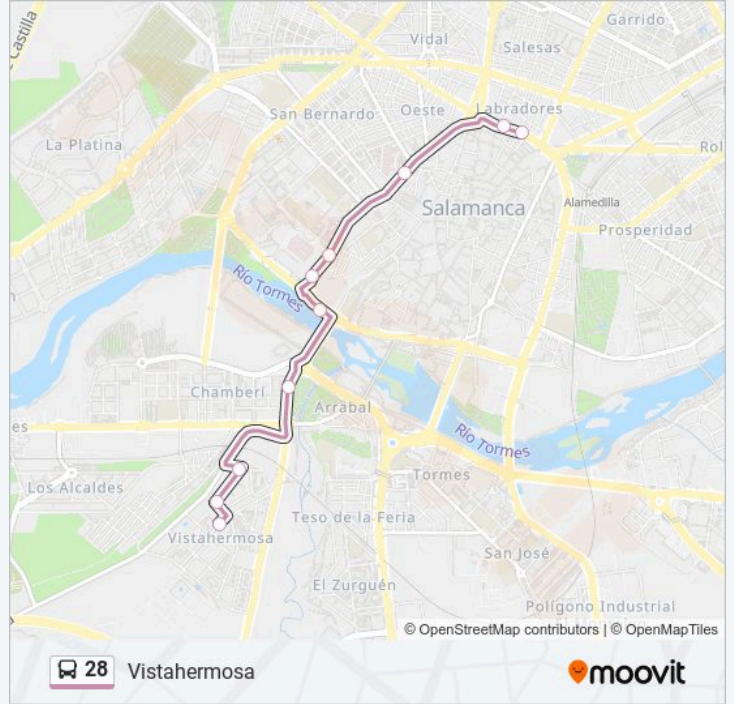 Castilla
Garrido
Vidal
Salesas
San Bernardo
Oeste
Labradores
La Platina
Rol
Salamanca
Alamedilla
Prosperidad
Río Tormes
Chamberí
Arrabal
es
Río Tormes
Los Alcaldes
Tormes
Teso de la Feria
Vistahermosa
San José
El Zurguén
Polígono Industrial
© OpenStreetMap contributors | © OpenMapTiles
28 Vistahermosa
moovit